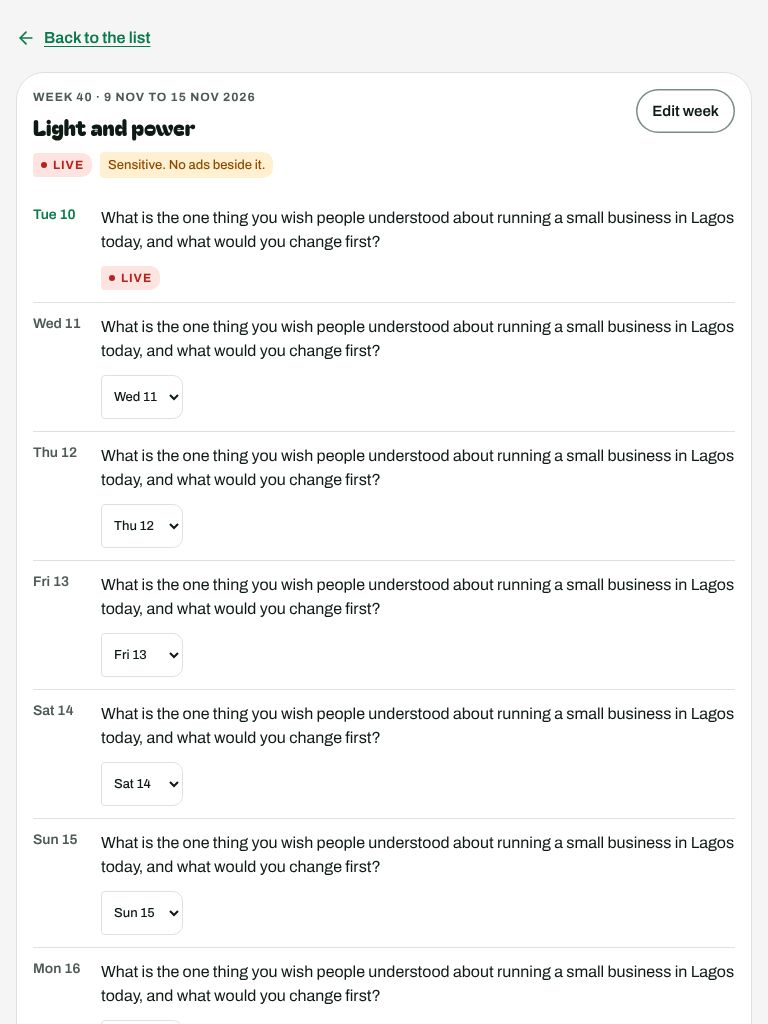 Back to the list
WEEK 40 · 9 NOV TO 15 NOV 2026
Edit week
Light and power
LIVE
Sensitive. No ads beside it.
Tue 10
What is the one thing you wish people understood about running a small business in Lagos
today, and what would you change first?
LIVE
Wed 11
What is the one thing you wish people understood about running a small business in Lagos
today, and what would you change first?
Wed 11
Thu 12
What is the one thing you wish people understood about running a small business in Lagos
today, and what would you change first?
Thu 12
Fri 13
What is the one thing you wish people understood about running a small business in Lagos
today, and what would you change first?
Fri 13
Sat 14
What is the one thing you wish people understood about running a small business in Lagos
today, and what would you change first?
Sat 14
Sun 15
What is the one thing you wish people understood about running a small business in Lagos
today, and what would you change first?
Sun 15
Mon 16
What is the one thing you wish people understood about running a small business in Lagos
today, and what would you change first?